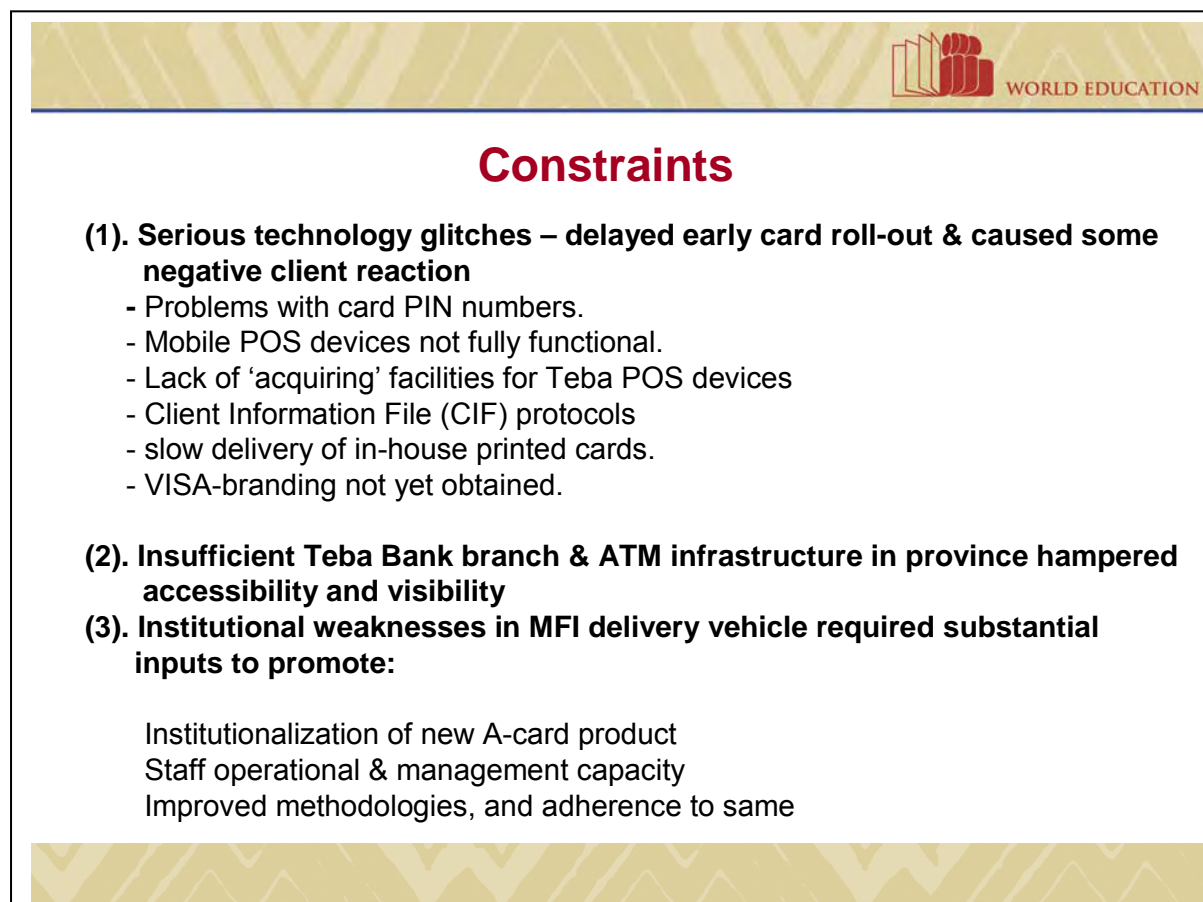 WORLD EDUCATION
Constraints
(1). Serious technology glitches – delayed early card roll-out & caused some
negative client reaction
- Problems with card PIN numbers.
- Mobile POS devices not fully functional.
- Lack of ‘acquiring’ facilities for Teba POS devices
- Client Information File (CIF) protocols
- slow delivery of in-house printed cards.
- VISA-branding not yet obtained.
(2). Insufficient Teba Bank branch & ATM infrastructure in province hampered
accessibility and visibility
(3). Institutional weaknesses in MFI delivery vehicle required substantial
inputs to promote:
Institutionalization of new A-card product
Staff operational & management capacity
Improved methodologies, and adherence to same